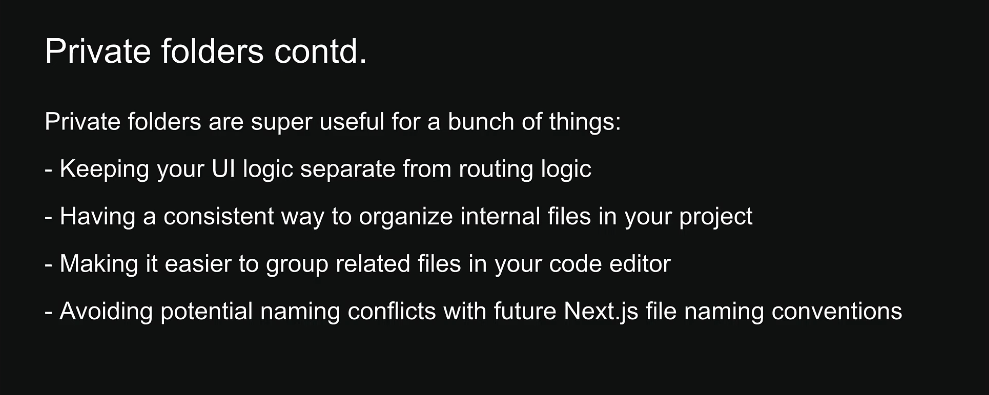 Private folders contd.
Private folders are super useful for a bunch of things:
- Keeping your UI logic separate from routing logic
- Having a consistent way to organize internal files in your project
- Making it easier to group related files in your code editor
- Avoiding potential naming conflicts with future Next.js file naming conventions